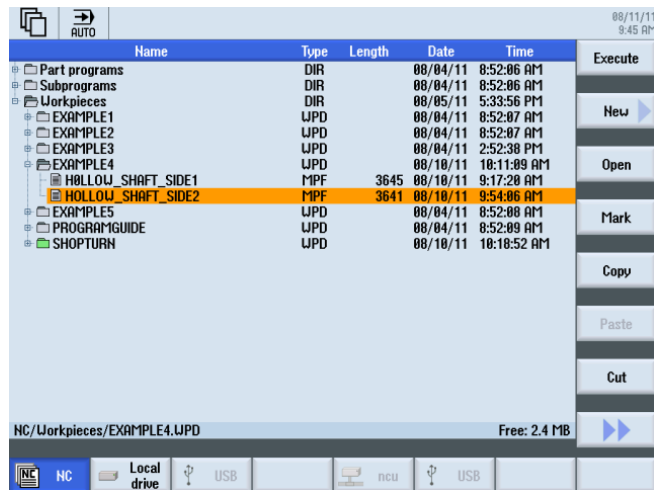 AUTO
08/11/11
9:45 AM
Name Type Length Date Time
Part programs DIR 08/04/11 8:52:06 AM
Subprograms DIR 08/04/11 8:52:06 AM
Workpieces DIR 08/05/11 5:33:56 PM
EXAMPLE1 WPD 08/04/11 8:52:07 AM
EXAMPLE2 WPD 08/04/11 8:52:07 AM
EXAMPLE3 WPD 08/04/11 2:52:38 PM
EXAMPLE4 WPD 08/10/11 10:11:09 AM
HOLLOW_SHAFT_SIDE1 MPF 3645 08/10/11 9:17:20 AM
HOLLOW_SHAFT_SIDE2 MPF 3641 08/10/11 9:54:06 AM
EXAMPLE5 WPD 08/04/11 8:52:08 AM
PROGRAMGUIDE WPD 08/04/11 8:52:09 AM
SHOPTURN WPD 08/10/11 10:18:52 AM
NC/Workpieces/EXAMPLE4.WPD Free: 2.4 MB
Execute
New
Open
Mark
Copy
Paste
Cut
NC NC
Local
drive
USB
ncu
USB